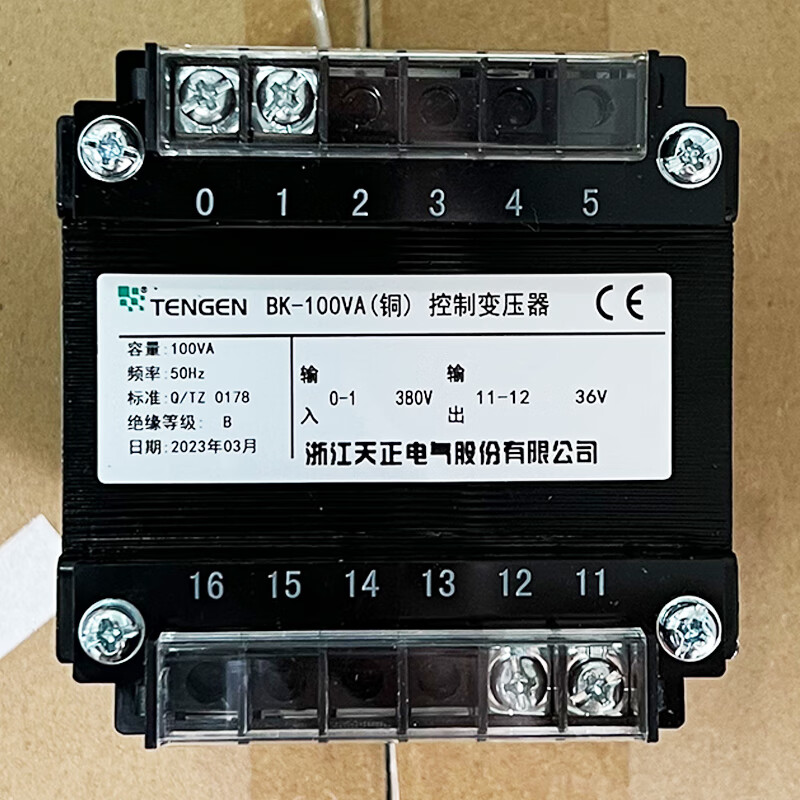 0 1 2 3 4 5
TENGEN BK-100VA(铜) 控制变压器 CE
容量:100VA
频率:50Hz
标准:Q/TZ 0178
绝缘等级: B
日期:2023年03月
输入 0-1 380V 输出 11-12 36V
浙江天正电气股份有限公司
16 15 14 13 12 11